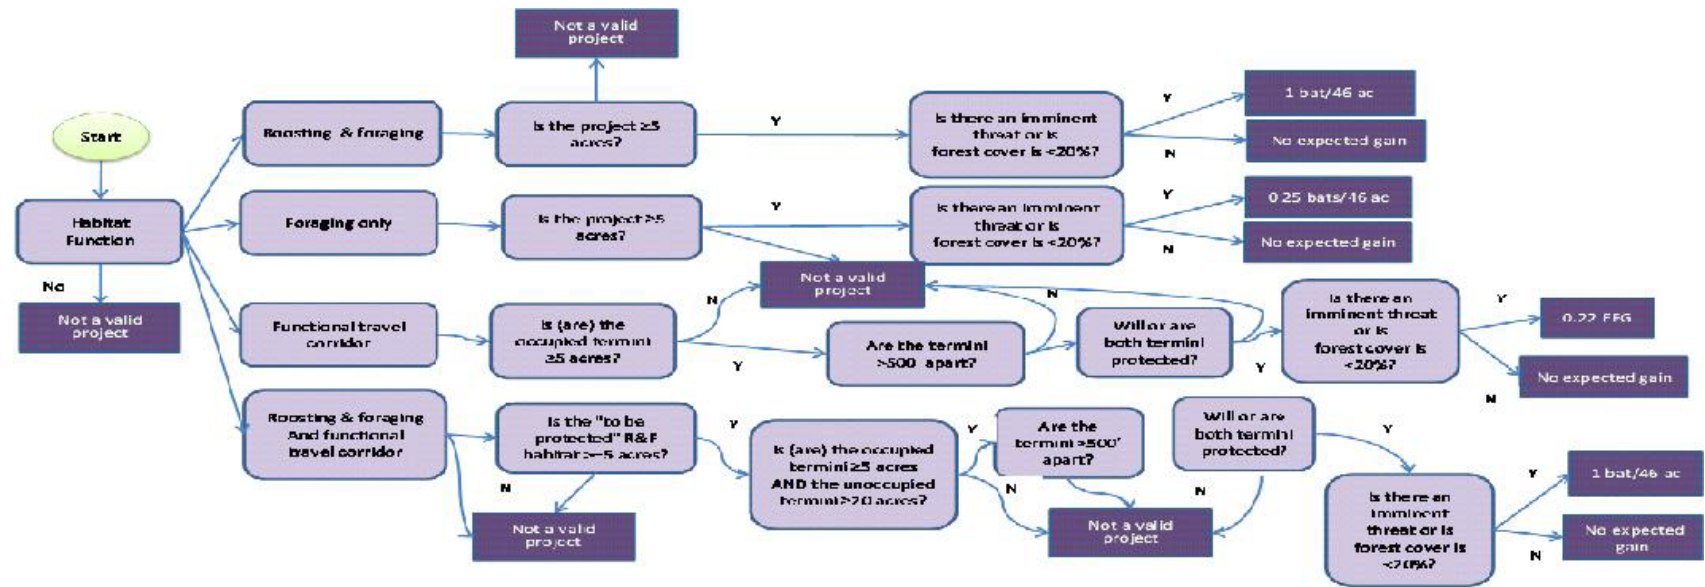 Not a valid
project
Start
Roosting & foraging
Is the project ≥5
acres?
Y
Is there an imminent
threat or is
forest cover is <20%?
Y
1 bat/46 ac
N
No expected gain
Habitat
Function
No
Not a valid
project
Foraging only
Is the project ≥5
acres?
Y
Is there an imminent
threat or is
forest cover is <20%?
Y
0.25 bats/46 ac
N
No expected gain
Not a valid
project
Functional travel
corridor
Is (are) the
occupied termini
≥5 acres?
N
Y
Are the termini
>500 apart?
N
Will or are
both termini
protected?
Y
Is there an
imminent threat
or is
forest cover is
<20%?
Y
0.22
N
No expected gain
Roosting & foraging
And functional
travel corridor
Is the "to be
protected" R&F
habitat >=5 acres?
N
Not a valid
project
Y
Is (are) the occupied
termini ≥5 acres
AND the unoccupied
termini ≥20 acres?
Y
N
Are the
termini >500'
apart?
Not a valid
project
Will or are
both termini
protected?
N
Y
Is there an
imminent
threat or is
forest cover is
<20%?
Y
1 bat/46 ac
N
No expected
gain